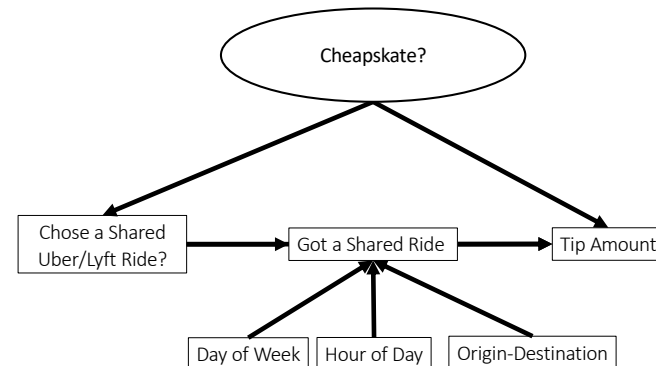 Cheapskate?
Chose a Shared
Uber/Lyft Ride?
Got a Shared Ride
Tip Amount
Day of Week
Hour of Day
Origin-Destination